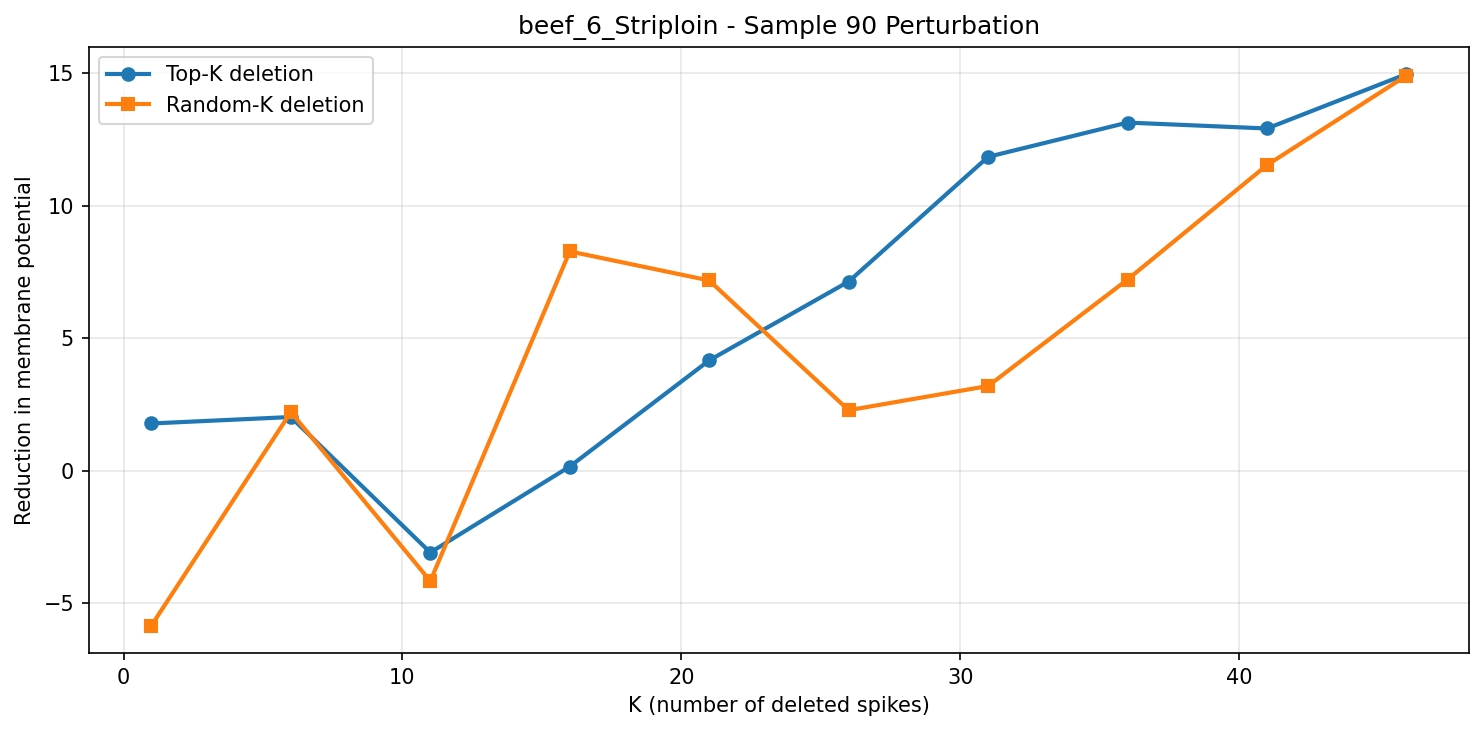 beef_6_Striploin - Sample 90 Perturbation
Top-K deletion
Random-K deletion
Reduction in membrane potential
15
10
5
0
−5
0
10
20
30
40
K (number of deleted spikes)